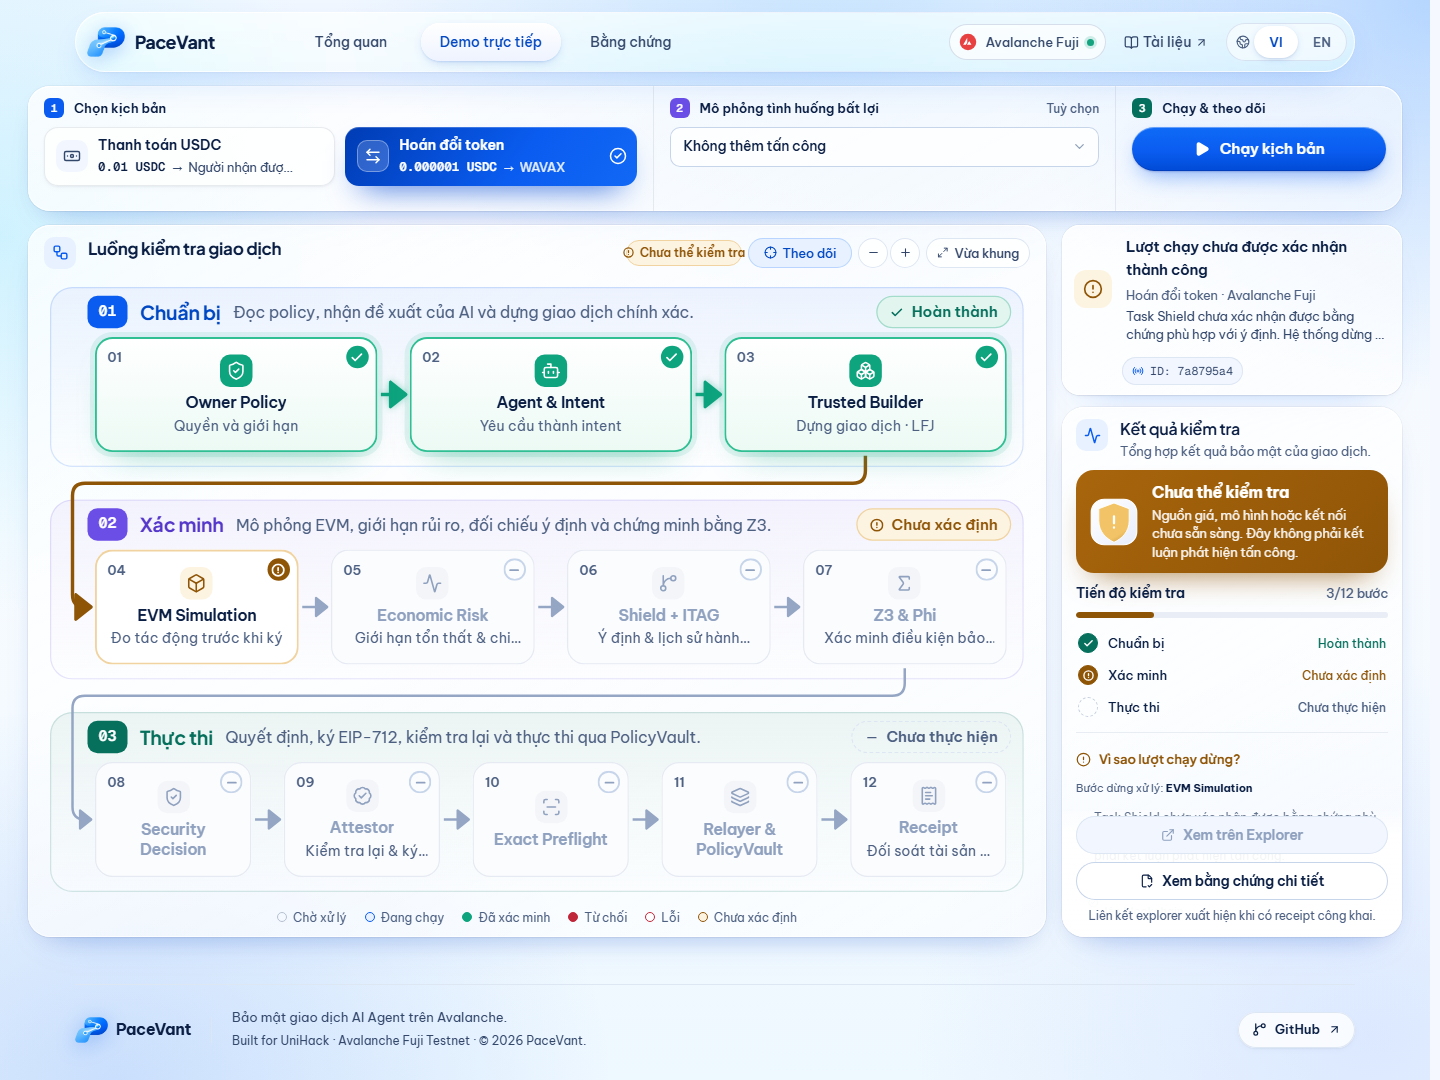 PaceVant
Tổng quan
Demo trực tiếp
Bằng chứng
Avalanche Fuji
Tài liệu
VI
EN
1 Chọn kịch bản
Thanh toán USDC
0.01 USDC → Người nhận đượ...
Hoán đổi token
0.000001 USDC → WAVAX
2 Mô phỏng tình huống bất lợi
Tuỳ chọn
Không thêm tấn công
3 Chạy & theo dõi
Chạy kịch bản
Luồng kiểm tra giao dịch
Chưa thể kiểm tra
Theo dõi
− +
Vừa khung
01 Chuẩn bị Đọc policy, nhận đề xuất của AI và dựng giao dịch chính xác.
Hoàn thành
01
Owner Policy
Quyền và giới hạn
02
Agent & Intent
Yêu cầu thành intent
03
Trusted Builder
Dựng giao dịch · LFJ
02 Xác minh Mô phỏng EVM, giới hạn rủi ro, đối chiếu ý định và chứng minh bằng Z3.
Chưa xác định
04
EVM Simulation
Đo tác động trước khi ký
05
Economic Risk
Giới hạn tổn thất & chi...
06
Shield + ITAG
Ý định & lịch sử hành...
07
Z3 & Phi
Xác minh điều kiện bảo...
03 Thực thi Quyết định, ký EIP-712, kiểm tra lại và thực thi qua PolicyVault.
Chưa thực hiện
08
Security
Decision
09
Attestor
Kiểm tra lại & ký...
10
Exact Preflight
11
Relayer &
PolicyVault
12
Receipt
Đối soát tài sản ...
Chờ xử lý
Đang chạy
Đã xác minh
Từ chối
Lỗi
Chưa xác định
Lượt chạy chưa được xác nhận
thành công
Hoán đổi token · Avalanche Fuji
Task Shield chưa xác nhận được bằng
chứng phù hợp với ý định. Hệ thống dừng ...
ID: 7a8795a4
Kết quả kiểm tra
Tổng hợp kết quả bảo mật của giao dịch.
Chưa thể kiểm tra
Nguồn giá, mô hình hoặc kết nối
chưa sẵn sàng. Đây không phải kết
luận phát hiện tấn công.
Tiến độ kiểm tra
3/12 bước
Chuẩn bị
Hoàn thành
Xác minh
Chưa xác định
Thực thi
Chưa thực hiện
Vì sao lượt chạy dừng?
Bước dừng xử lý: EVM Simulation
Xem trên Explorer
Xem bằng chứng chi tiết
Liên kết explorer xuất hiện khi có receipt công khai.
PaceVant
Bảo mật giao dịch AI Agent trên Avalanche.
Built for UniHack · Avalanche Fuji Testnet · © 2026 PaceVant.
GitHub